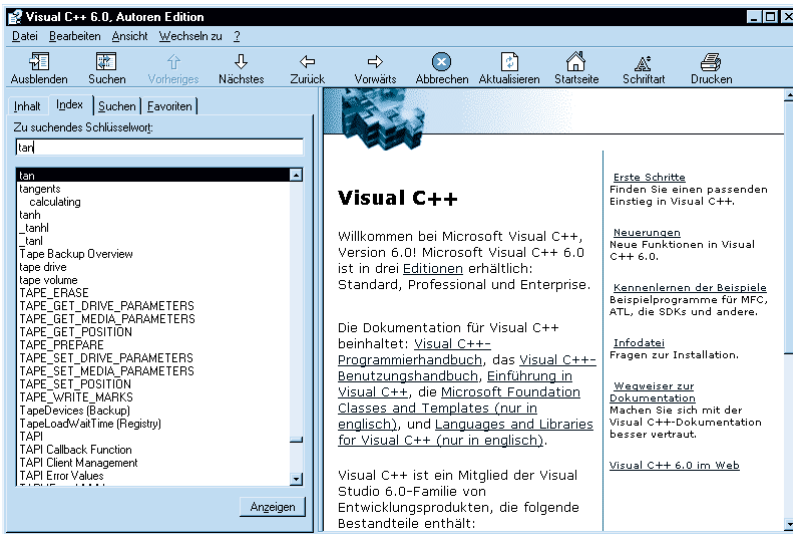 Visual C++ 6.0, Autoren Edition
Datei Bearbeiten Ansicht Wechseln zu ?
Ausblenden Suchen Vorheriges Nächstes Zurück Vorwärts Abbrechen Aktualisieren Startseite Schriftart Drucken
Inhalt Index Suchen Favoriten
Zu suchendes Schlüsselwort:
tan
tan
tangents
calculating
tanh
_tanhl
_tanl
Tape Backup Overview
tape drive
tape volume
TAPE_ERASE
TAPE_GET_DRIVE_PARAMETERS
TAPE_GET_MEDIA_PARAMETERS
TAPE_GET_POSITION
TAPE_PREPARE
TAPE_SET_DRIVE_PARAMETERS
TAPE_SET_MEDIA_PARAMETERS
TAPE_SET_POSITION
TAPE_WRITE_MARKS
TapeDevices (Backup)
TapeLoadWaitTime (Registry)
TAPI
TAPI Callback Function
TAPI Client Management
TAPI Error Values
Anzeigen
Visual C++
Willkommen bei Microsoft Visual C++,
Version 6.0! Microsoft Visual C++ 6.0
ist in drei Editionen erhältlich:
Standard, Professional und Enterprise.
Die Dokumentation für Visual C++
beinhaltet: Visual C++-
Programmierhandbuch, das Visual C++-
Benutzungshandbuch, Einführung in
Visual C++, die Microsoft Foundation
Classes and Templates (nur in
englisch), und Languages and Libraries
for Visual C++ (nur in englisch).
Visual C++ ist ein Mitglied der Visual
Studio 6.0-Familie von
Entwicklungsprodukten, die folgende
Bestandteile enthält:
Erste Schritte
Finden Sie einen passenden
Einstieg in Visual C++.
Neuerungen
Neue Funktionen in Visual
C++ 6.0.
Kennenlernen der Beispiele
Beispielprogramme für MFC,
ATL, die SDKs und andere.
Infodatei
Fragen zur Installation.
Wegweiser zur
Dokumentation
Machen Sie sich mit der
Visual C++-Dokumentation
besser vertraut.
Visual C++ 6.0 im Web